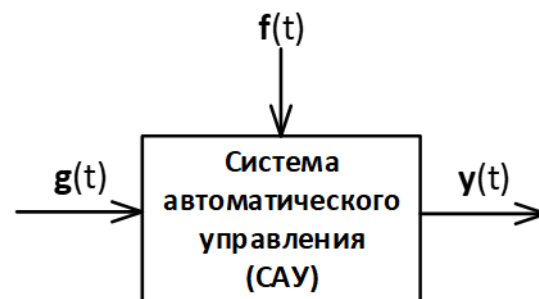 f(t)
g(t)
Система
автоматического
управления
(САУ)
y(t)